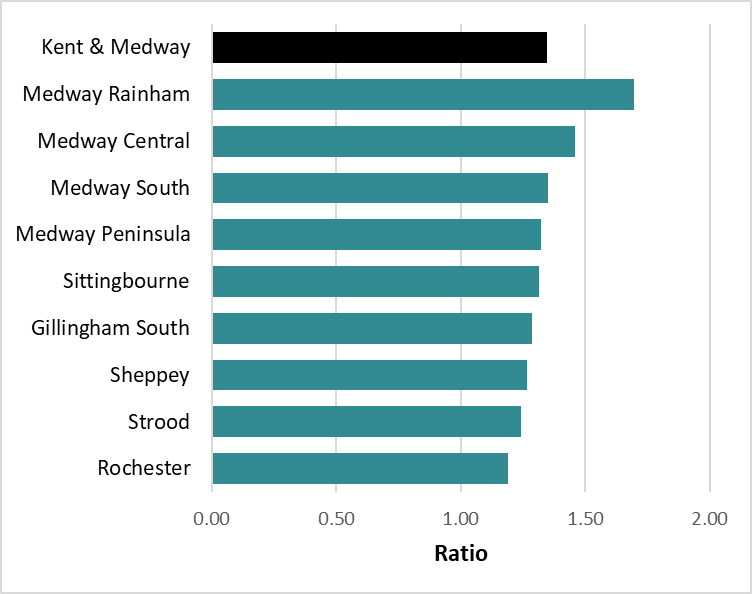 Kent & Medway
Medway Rainham
Medway Central
Medway South
Medway Peninsula
Sittingbourne
Gillingham South
Sheppey
Strood
Rochester
0.00 0.50 1.00 1.50 2.00
Ratio